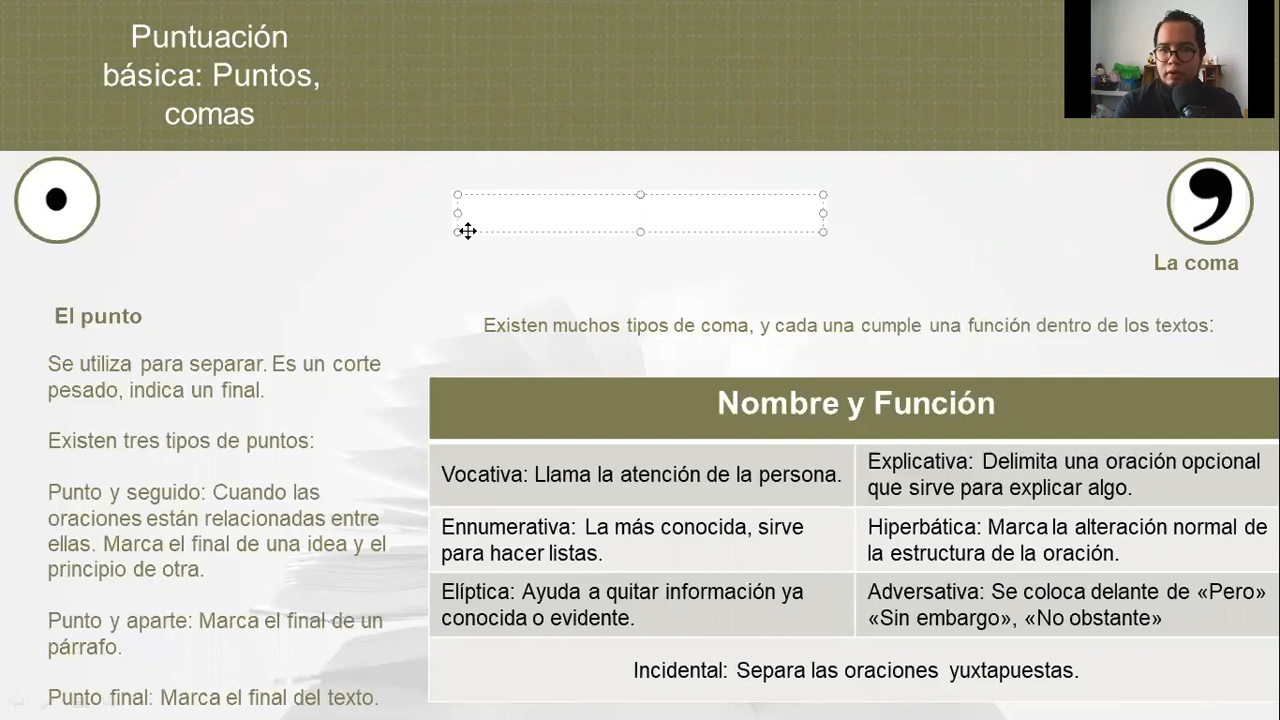 Puntuación
básica: Puntos,
comas
La coma
El punto
Se utiliza para separar. Es un corte
pesado, indica un final.
Existen tres tipos de puntos:
Punto y seguido: Cuando las
oraciones están relacionadas entre
ellas. Marca el final de una idea y el
principio de otra.
Punto y aparte: Marca el final de un
párrafo.
Punto final: Marca el final del texto.
Existen muchos tipos de coma, y cada una cumple una función dentro de los textos:
Nombre y Función
Vocativa: Llama la atención de la persona.
Explicativa: Delimita una oración opcional
que sirve para explicar algo.
Ennumerativa: La más conocida, sirve
para hacer listas.
Hiperbática: Marca la alteración normal de
la estructura de la oración.
Elíptica: Ayuda a quitar información ya
conocida o evidente.
Adversativa: Se coloca delante de «Pero»
«Sin embargo», «No obstante»
Incidental: Separa las oraciones yuxtapuestas.